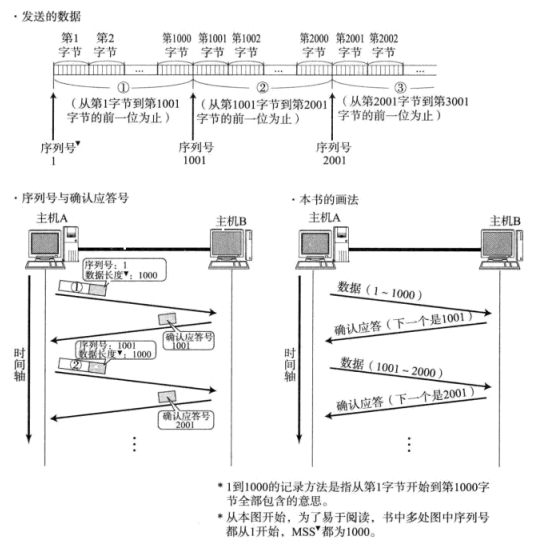 ·发送的数据
第1 第2 第1000 第1001 第1002 第2000 第2001 第2002
字节 字节 字节 字节 字节 字节 字节 字节
... ... ...
① ② ③
（从第1字节到第1001 （从第1001字节到第2001 （从第2001字节到第3001
字节的前一位为止） 字节的前一位为止） 字节的前一位为止）
序列号▼ 序列号 序列号
1 1001 2001
·序列号与确认应答号
主机A 主机B
序列号：1
数据长度▼：1000
①
确认应答号
1001
序列号：1001
数据长度▼：1000
②
确认应答号
2001
时间轴
⋮
·本书的画法
主机A 主机B
数据（1～1000）
确认应答（下一个是1001）
数据（1001～2000）
确认应答（下一个是2001）
时间轴
⋮
* 1到1000的记录方法是指从第1字节开始到第1000字
节全部包含的意思。
* 从本图开始，为了易于阅读，书中多处图中序列号
都从1开始，MSS▼都为1000。